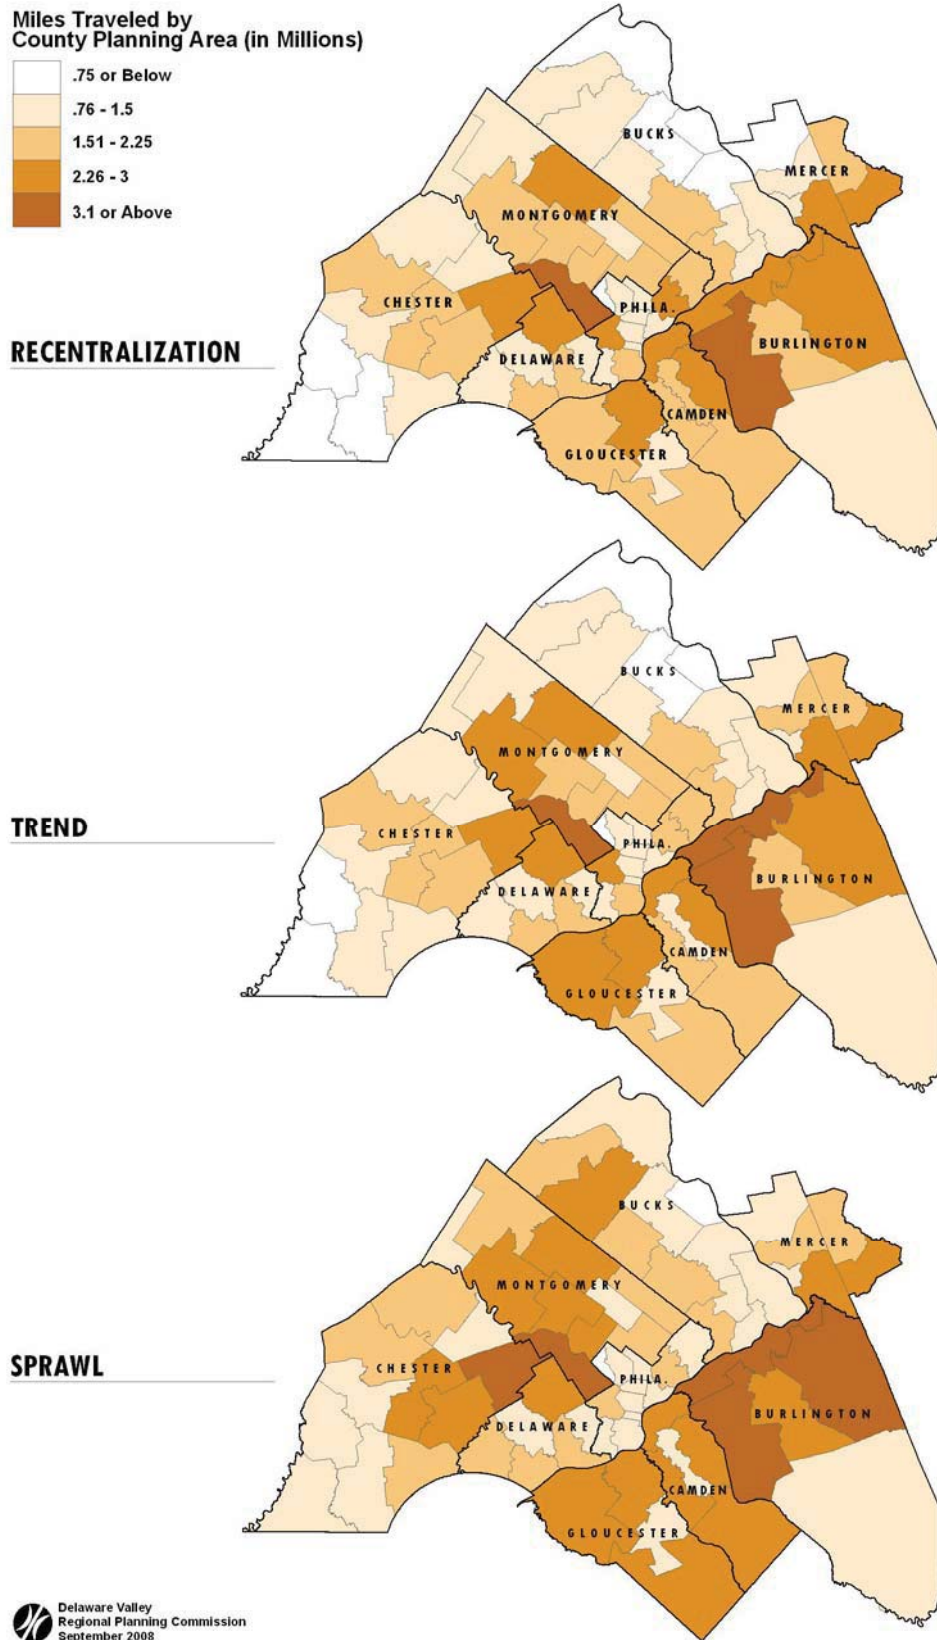 Miles Traveled by
County Planning Area (in Millions)
.75 or Below
.76 - 1.5
1.51 - 2.25
2.26 - 3
3.1 or Above
BUCKS
MERCER
MONTGOMERY
CHESTER
PHILA.
RECENTRALIZATION
DELAWARE
BURLINGTON
CAMDEN
GLOUCESTER
BUCKS
MERCER
MONTGOMERY
TREND
CHESTER
PHILA.
BURLINGTON
DELAWARE
CAMDEN
GLOUCESTER
BUCKS
MERCER
MONTGOMERY
SPRAWL
CHESTER
PHILA.
BURLINGTON
DELAWARE
CAMDEN
GLOUCESTER
Delaware Valley
Regional Planning Commission
September 2008